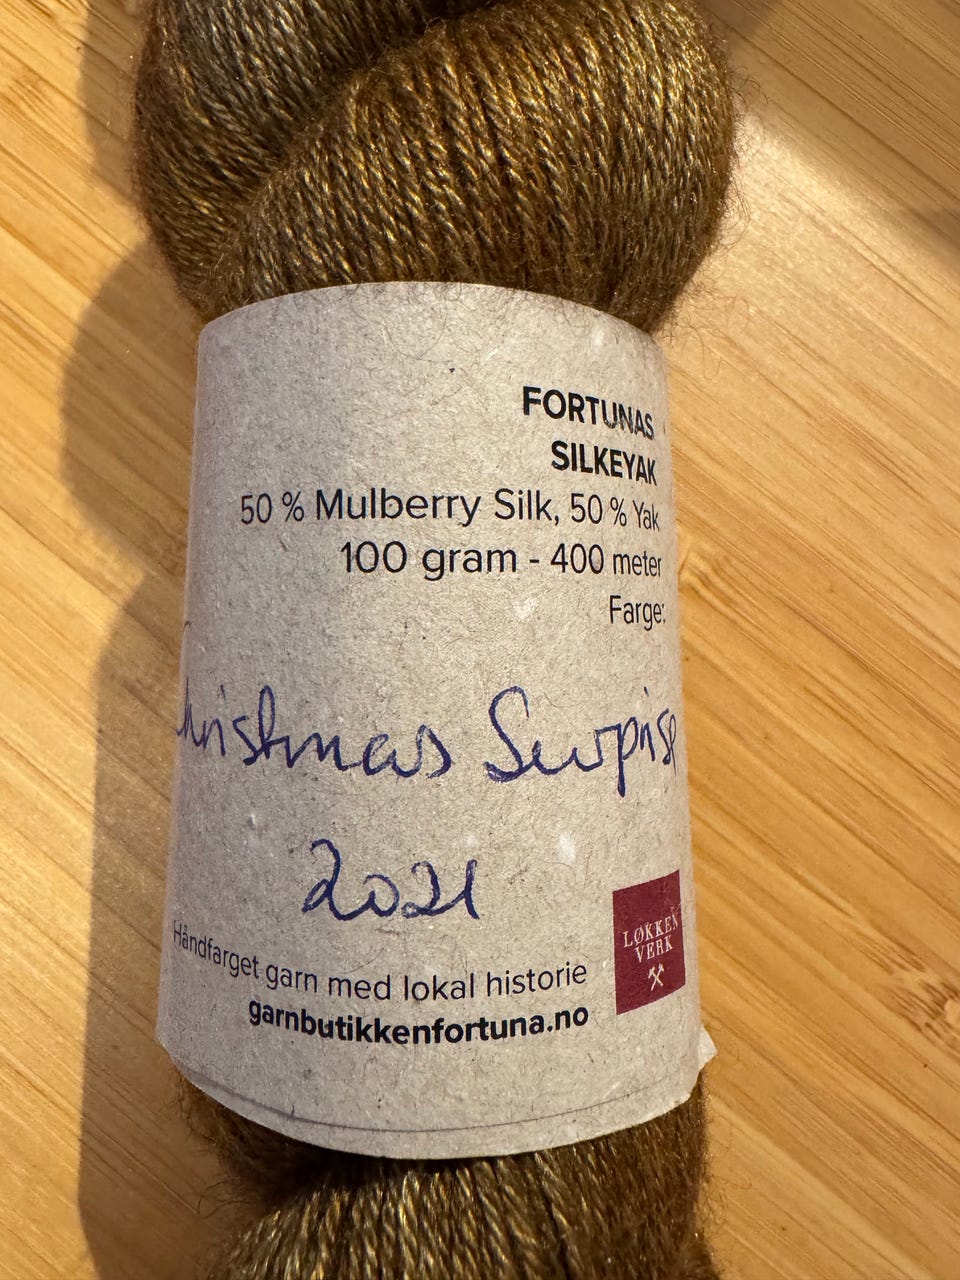 FORTUNAS
SILKEYAK
50 % Mulberry Silk, 50 % Yak
100 gram - 400 meter
Farge:
Christmas Surprise
2021
Håndfarget garn med lokal historie
garnbutikkenfortuna.no
LØKKEN
VERK